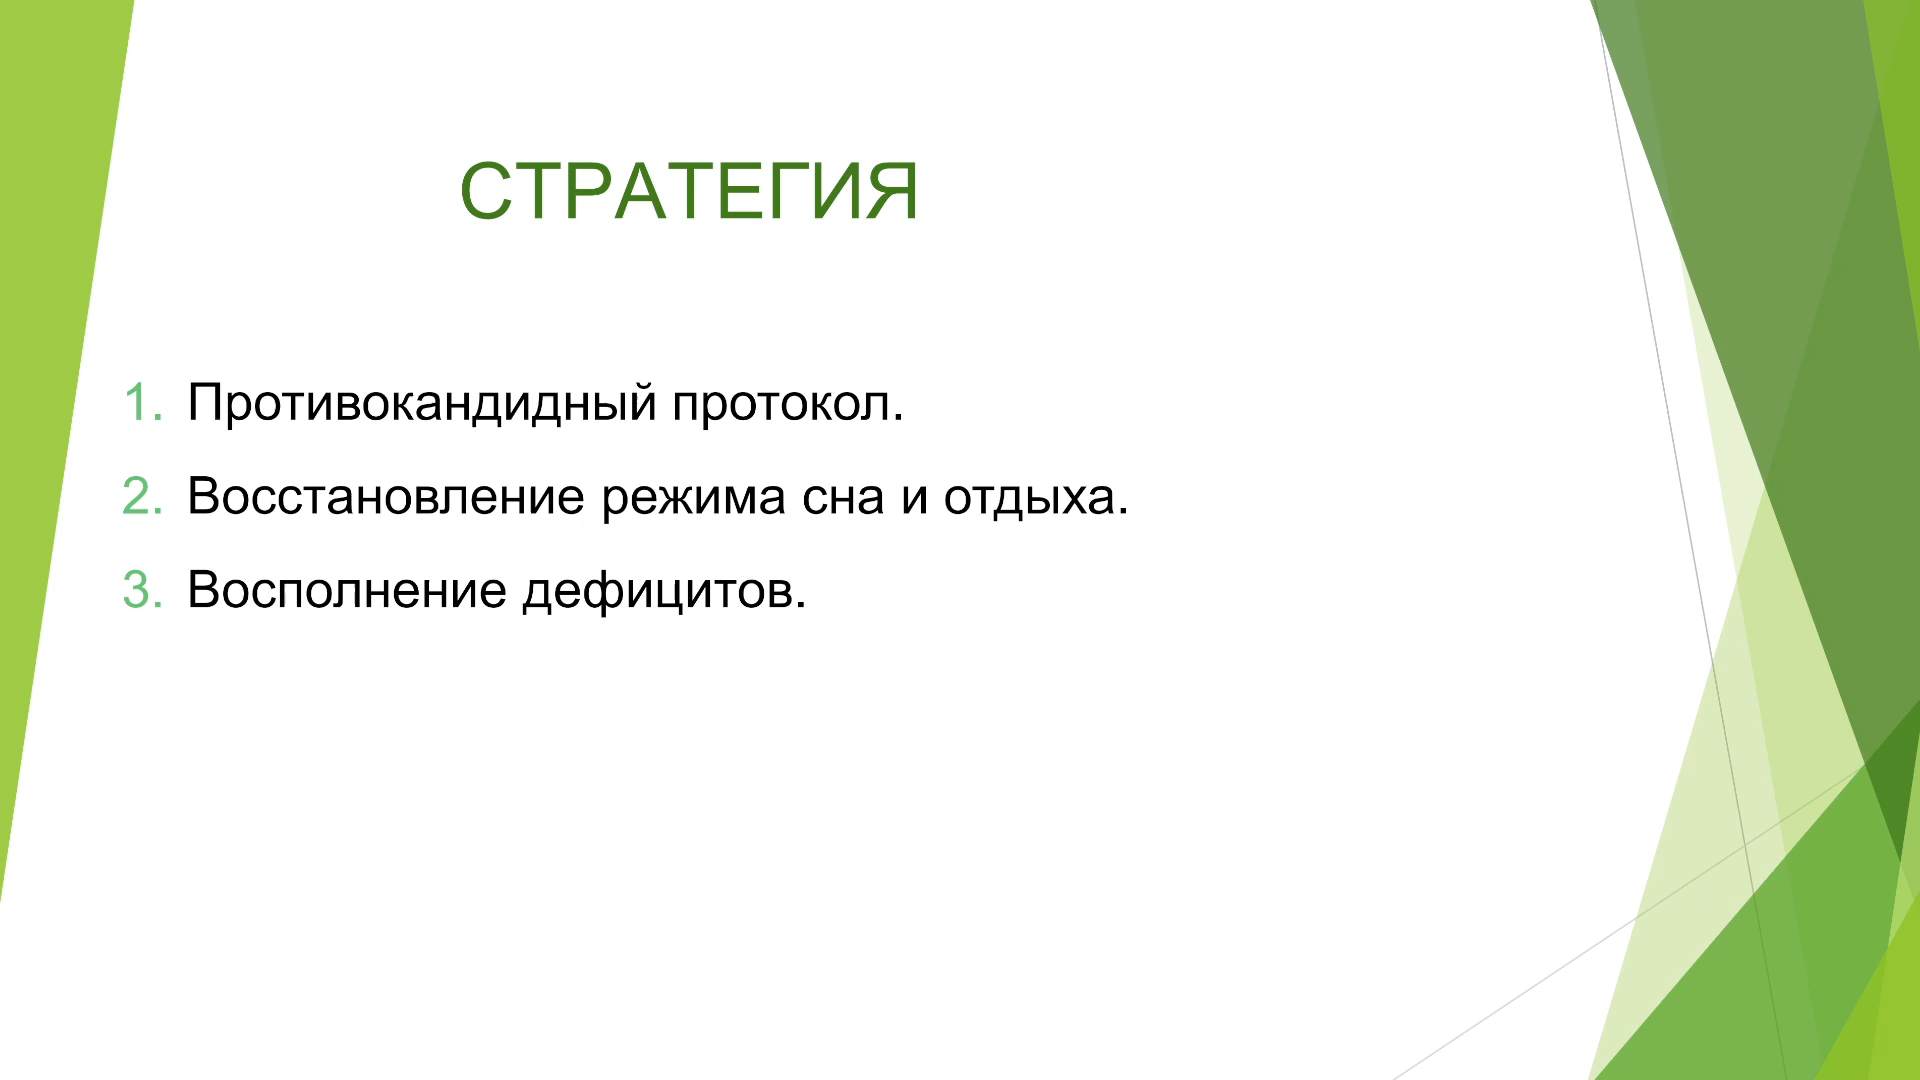 СТРАТЕГИЯ
1. Противокандидный протокол.
2. Восстановление режима сна и отдыха.
3. Восполнение дефицитов.